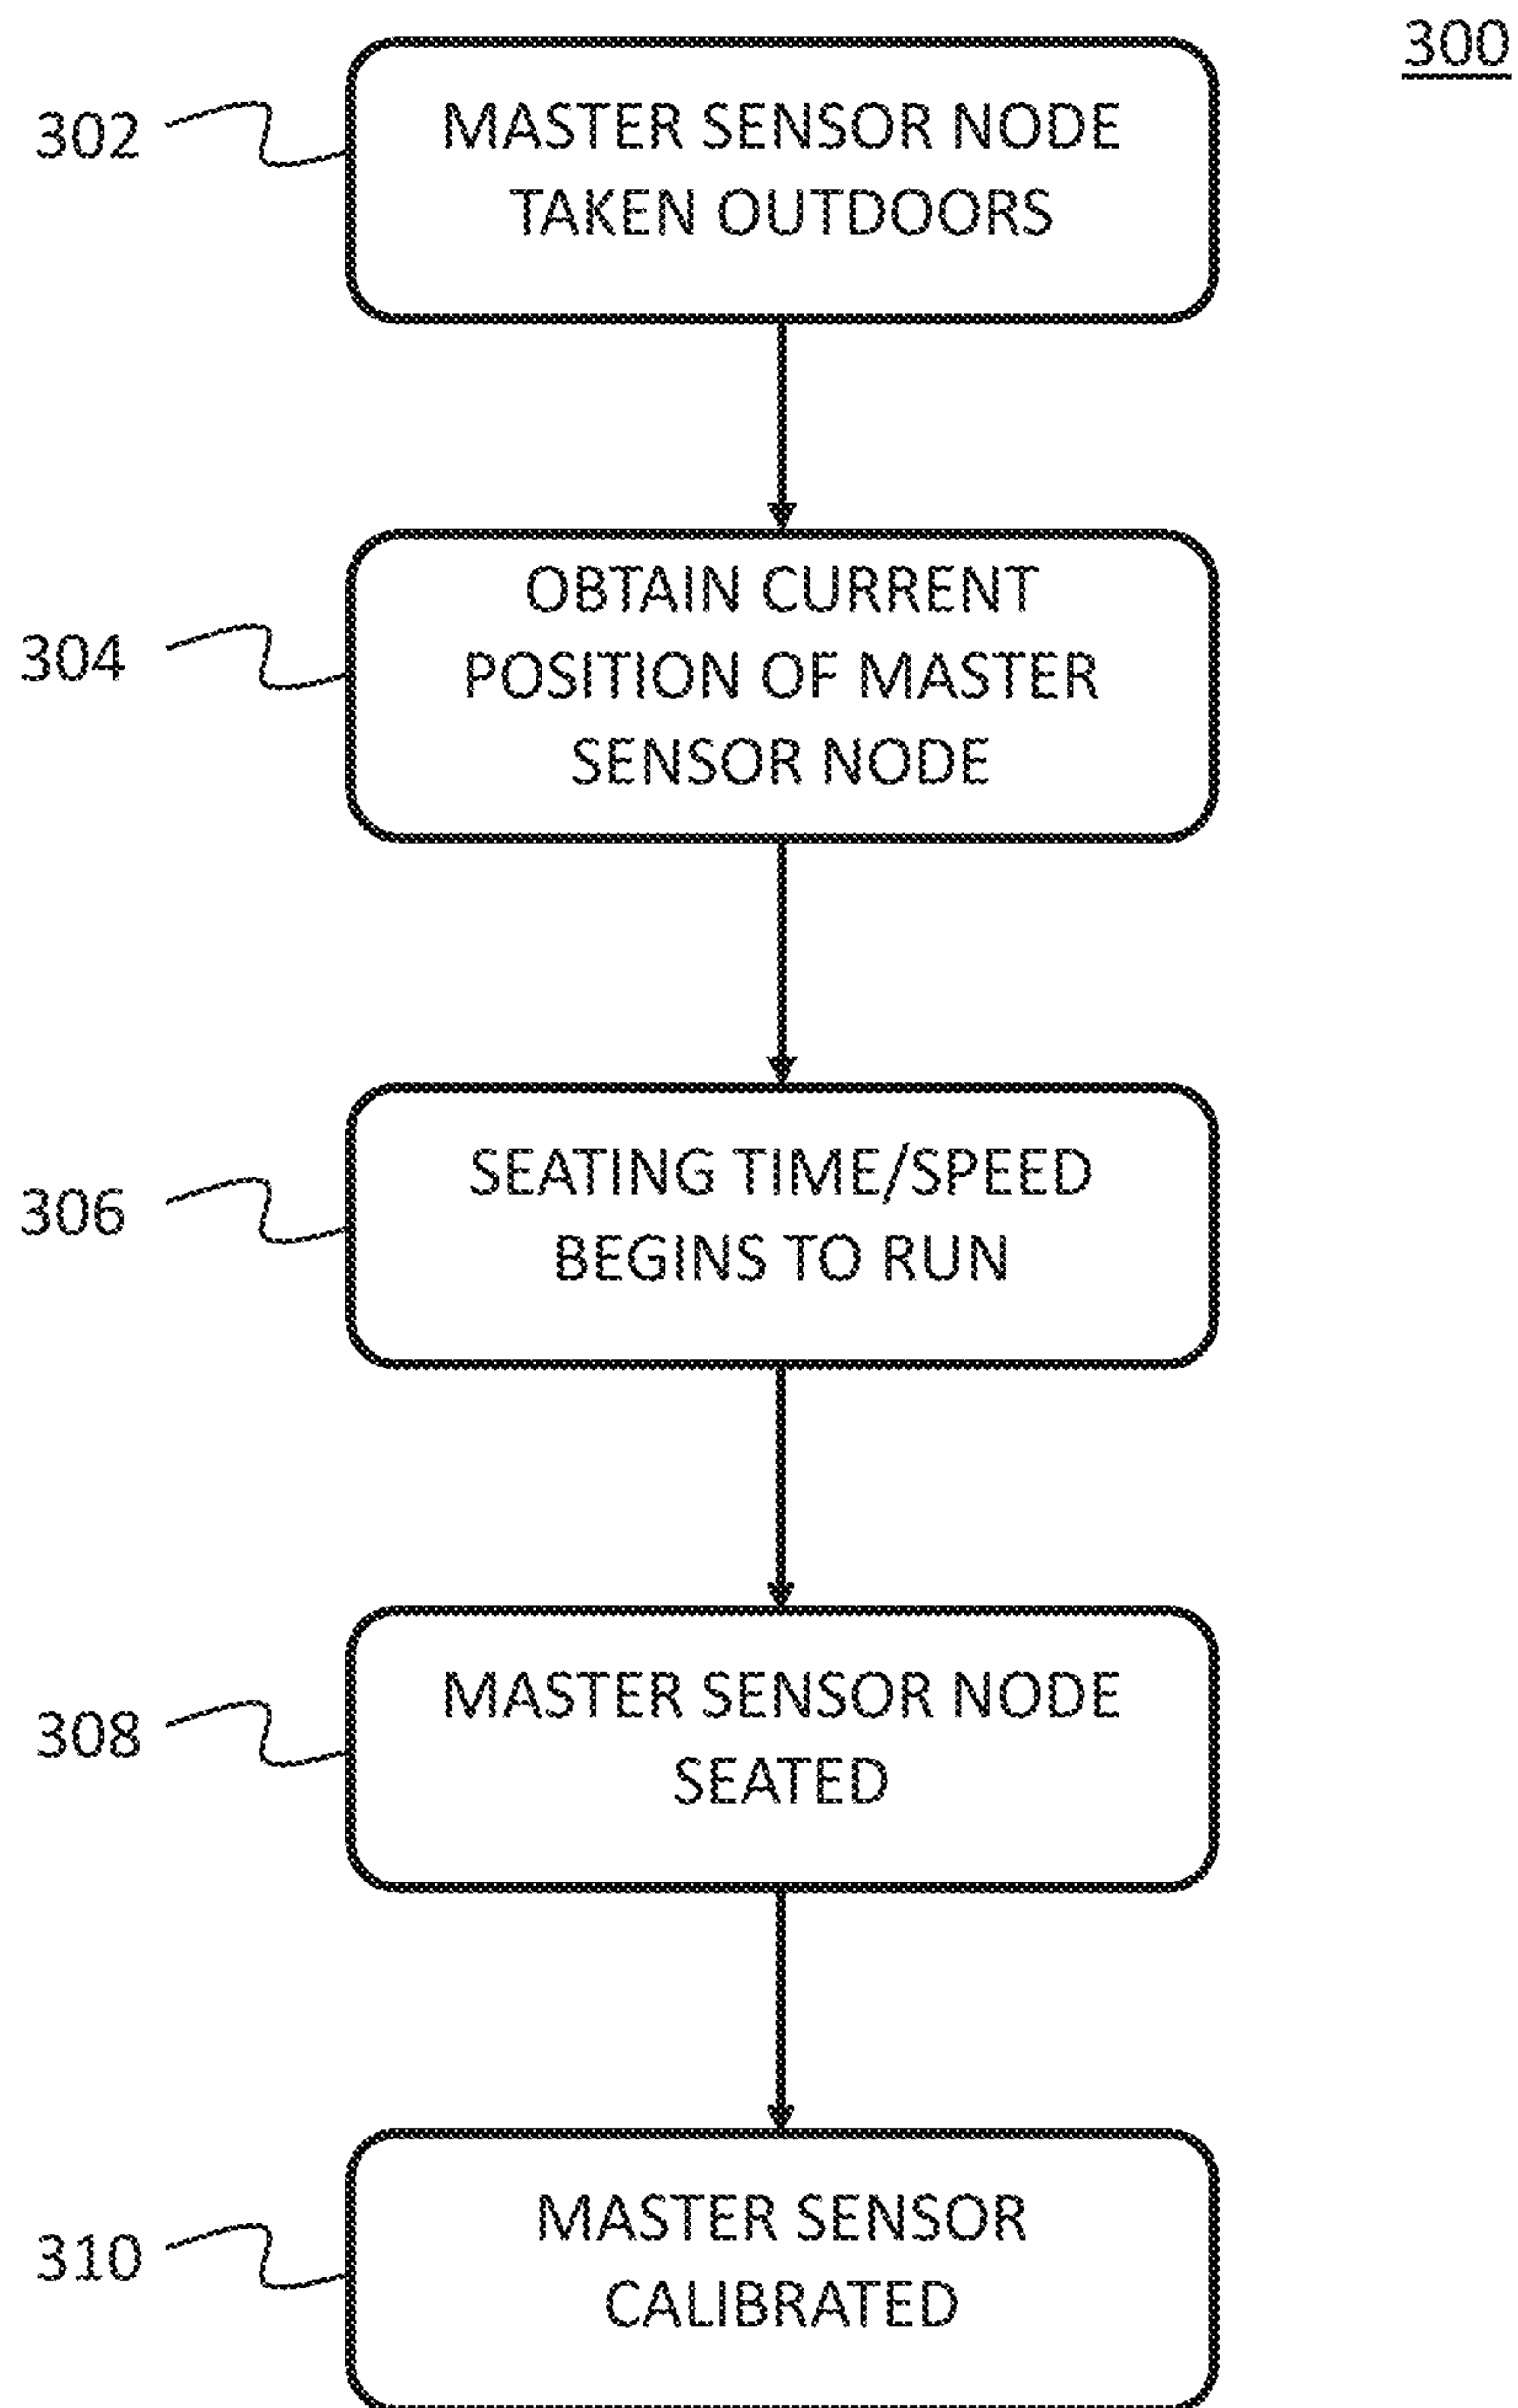 300
302
MASTER SENSOR NODE
TAKEN OUTDOORS
304
OBTAIN CURRENT
POSITION OF MASTER
SENSOR NODE
306
SEATING TIME/SPEED
BEGINS TO RUN
308
MASTER SENSOR NODE
SEATED
310
MASTER SENSOR
CALIBRATED